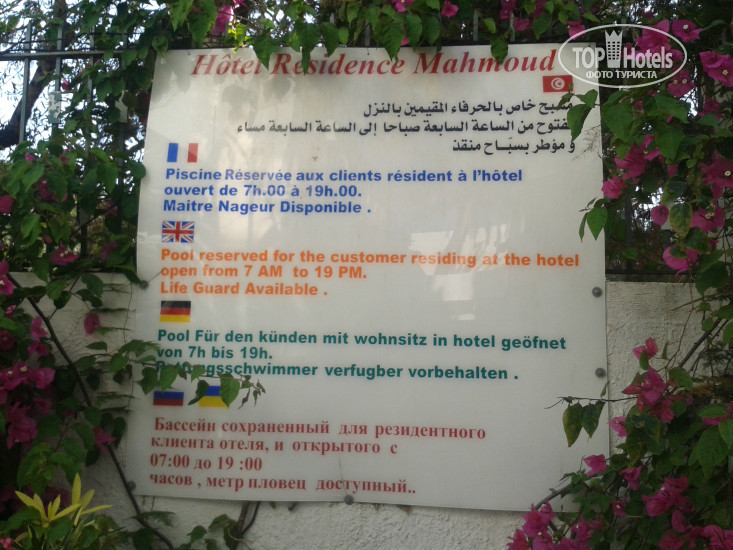 TOP Hotels
ФОТО ТУРИСТА
Hôtel Résidence Mahmoud
مسبح خاص بالحرفاء المقيمين بالنزل
مفتوح من الساعة السابعة صباحا إلى الساعة السابعة مساء
و مؤطر بسباح منقذ
Piscine Réservée aux clients résident à l'hôtel
ouvert de 7h.00 à 19h.00.
Maitre Nageur Disponible .
Pool reserved for the customer residing at the hotel
open from 7 AM to 19 PM.
Life Guard Available .
Pool Für den künden mit wohnsitz in hotel geöfnet
von 7h bis 19h.
verfugber vorbehalten .
Бассейн сохраненный для резидентного
клиента отеля, и открытого с
07:00 до 19 :00
часов , метр пловец доступный..